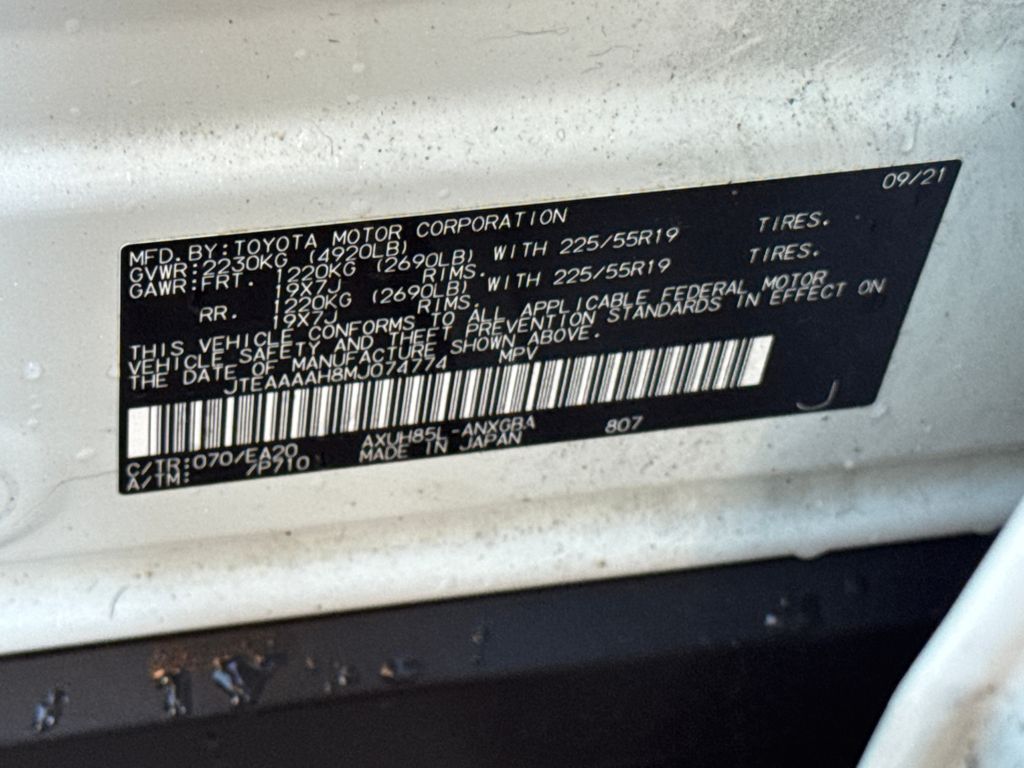 09/21
MFD. BY: TOYOTA MOTOR CORPORATION
GVWR: 2230KG (4920LB)
GAWR: FRT. 1220KG (2690LB) WITH 225/55R19 TIRES.
19X7J RIMS.
RR. 1220KG (2690LB) WITH 225/55R19 TIRES.
19X7J RIMS.
THIS VEHICLE CONFORMS TO ALL APPLICABLE FEDERAL MOTOR
VEHICLE SAFETY AND THEFT PREVENTION STANDARDS IN EFFECT ON
THE DATE OF MANUFACTURE SHOWN ABOVE.
JTEAAAAH8MJ074774 MPV
C/TR: 070/EA20 AXUH85L-ANXGBA 807
A/TM: /P710 MADE IN JAPAN
J